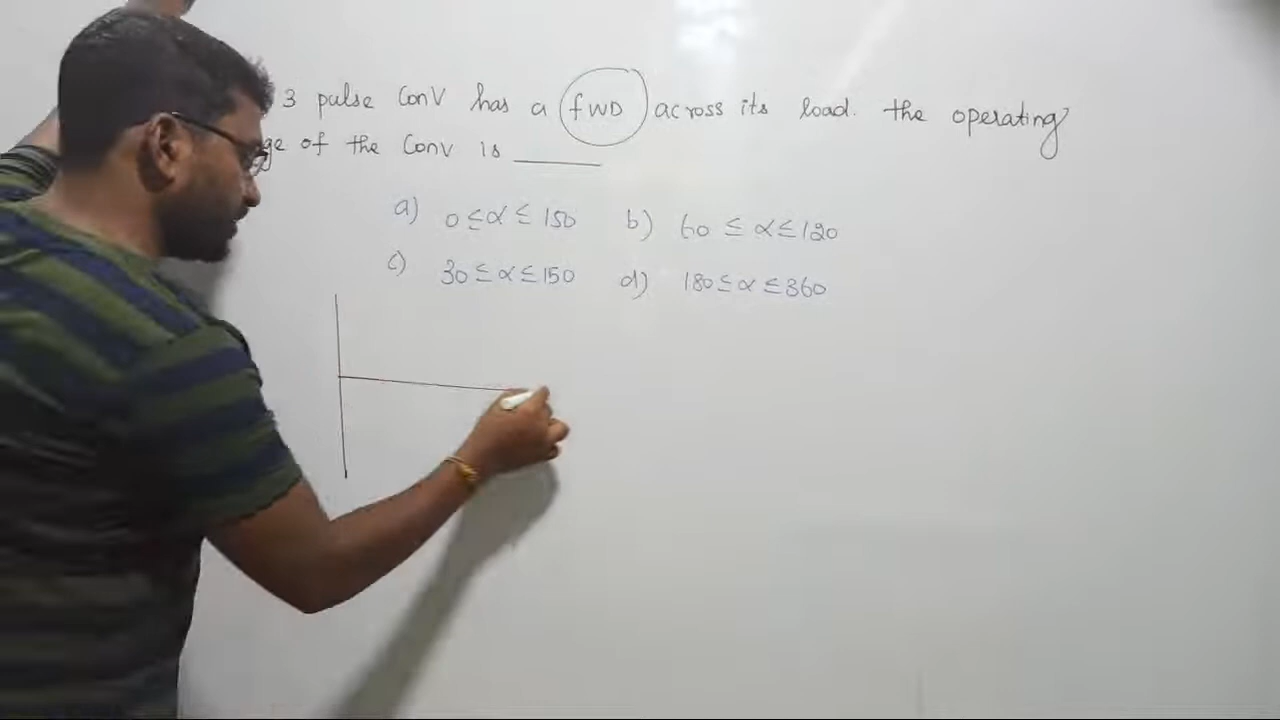 3 pulse Conv has a fWD across its load. the operating
of the Conv is ______
a) 0 ≤ α ≤ 150 b) 60 ≤ α ≤ 120
c) 30 ≤ α ≤ 150 d) 180 ≤ α ≤ 360